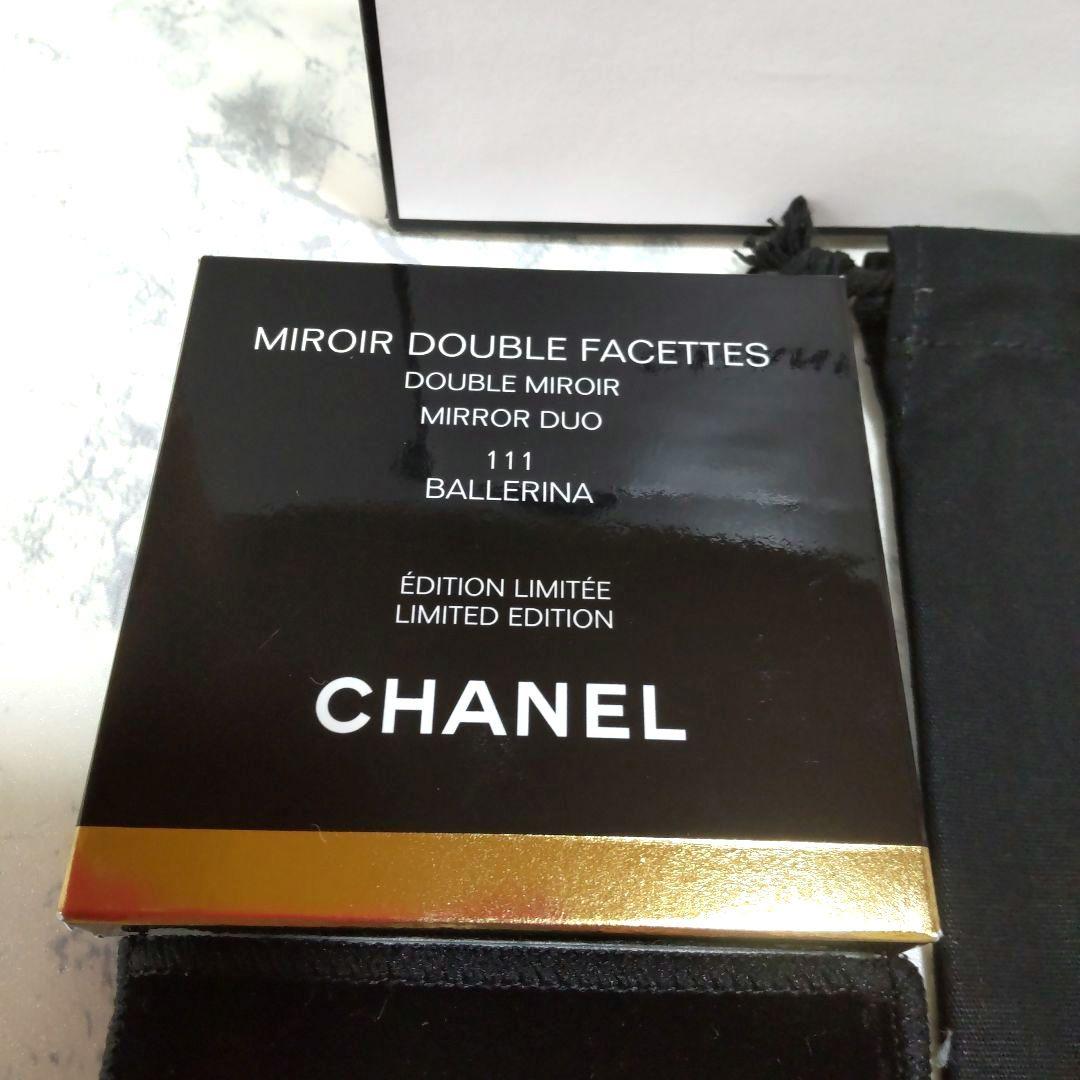 MIROIR DOUBLE FACETTES
DOUBLE MIROIR
MIRROR DUO
111
BALLERINA
ÉDITION LIMITÉE
LIMITED EDITION
CHANEL